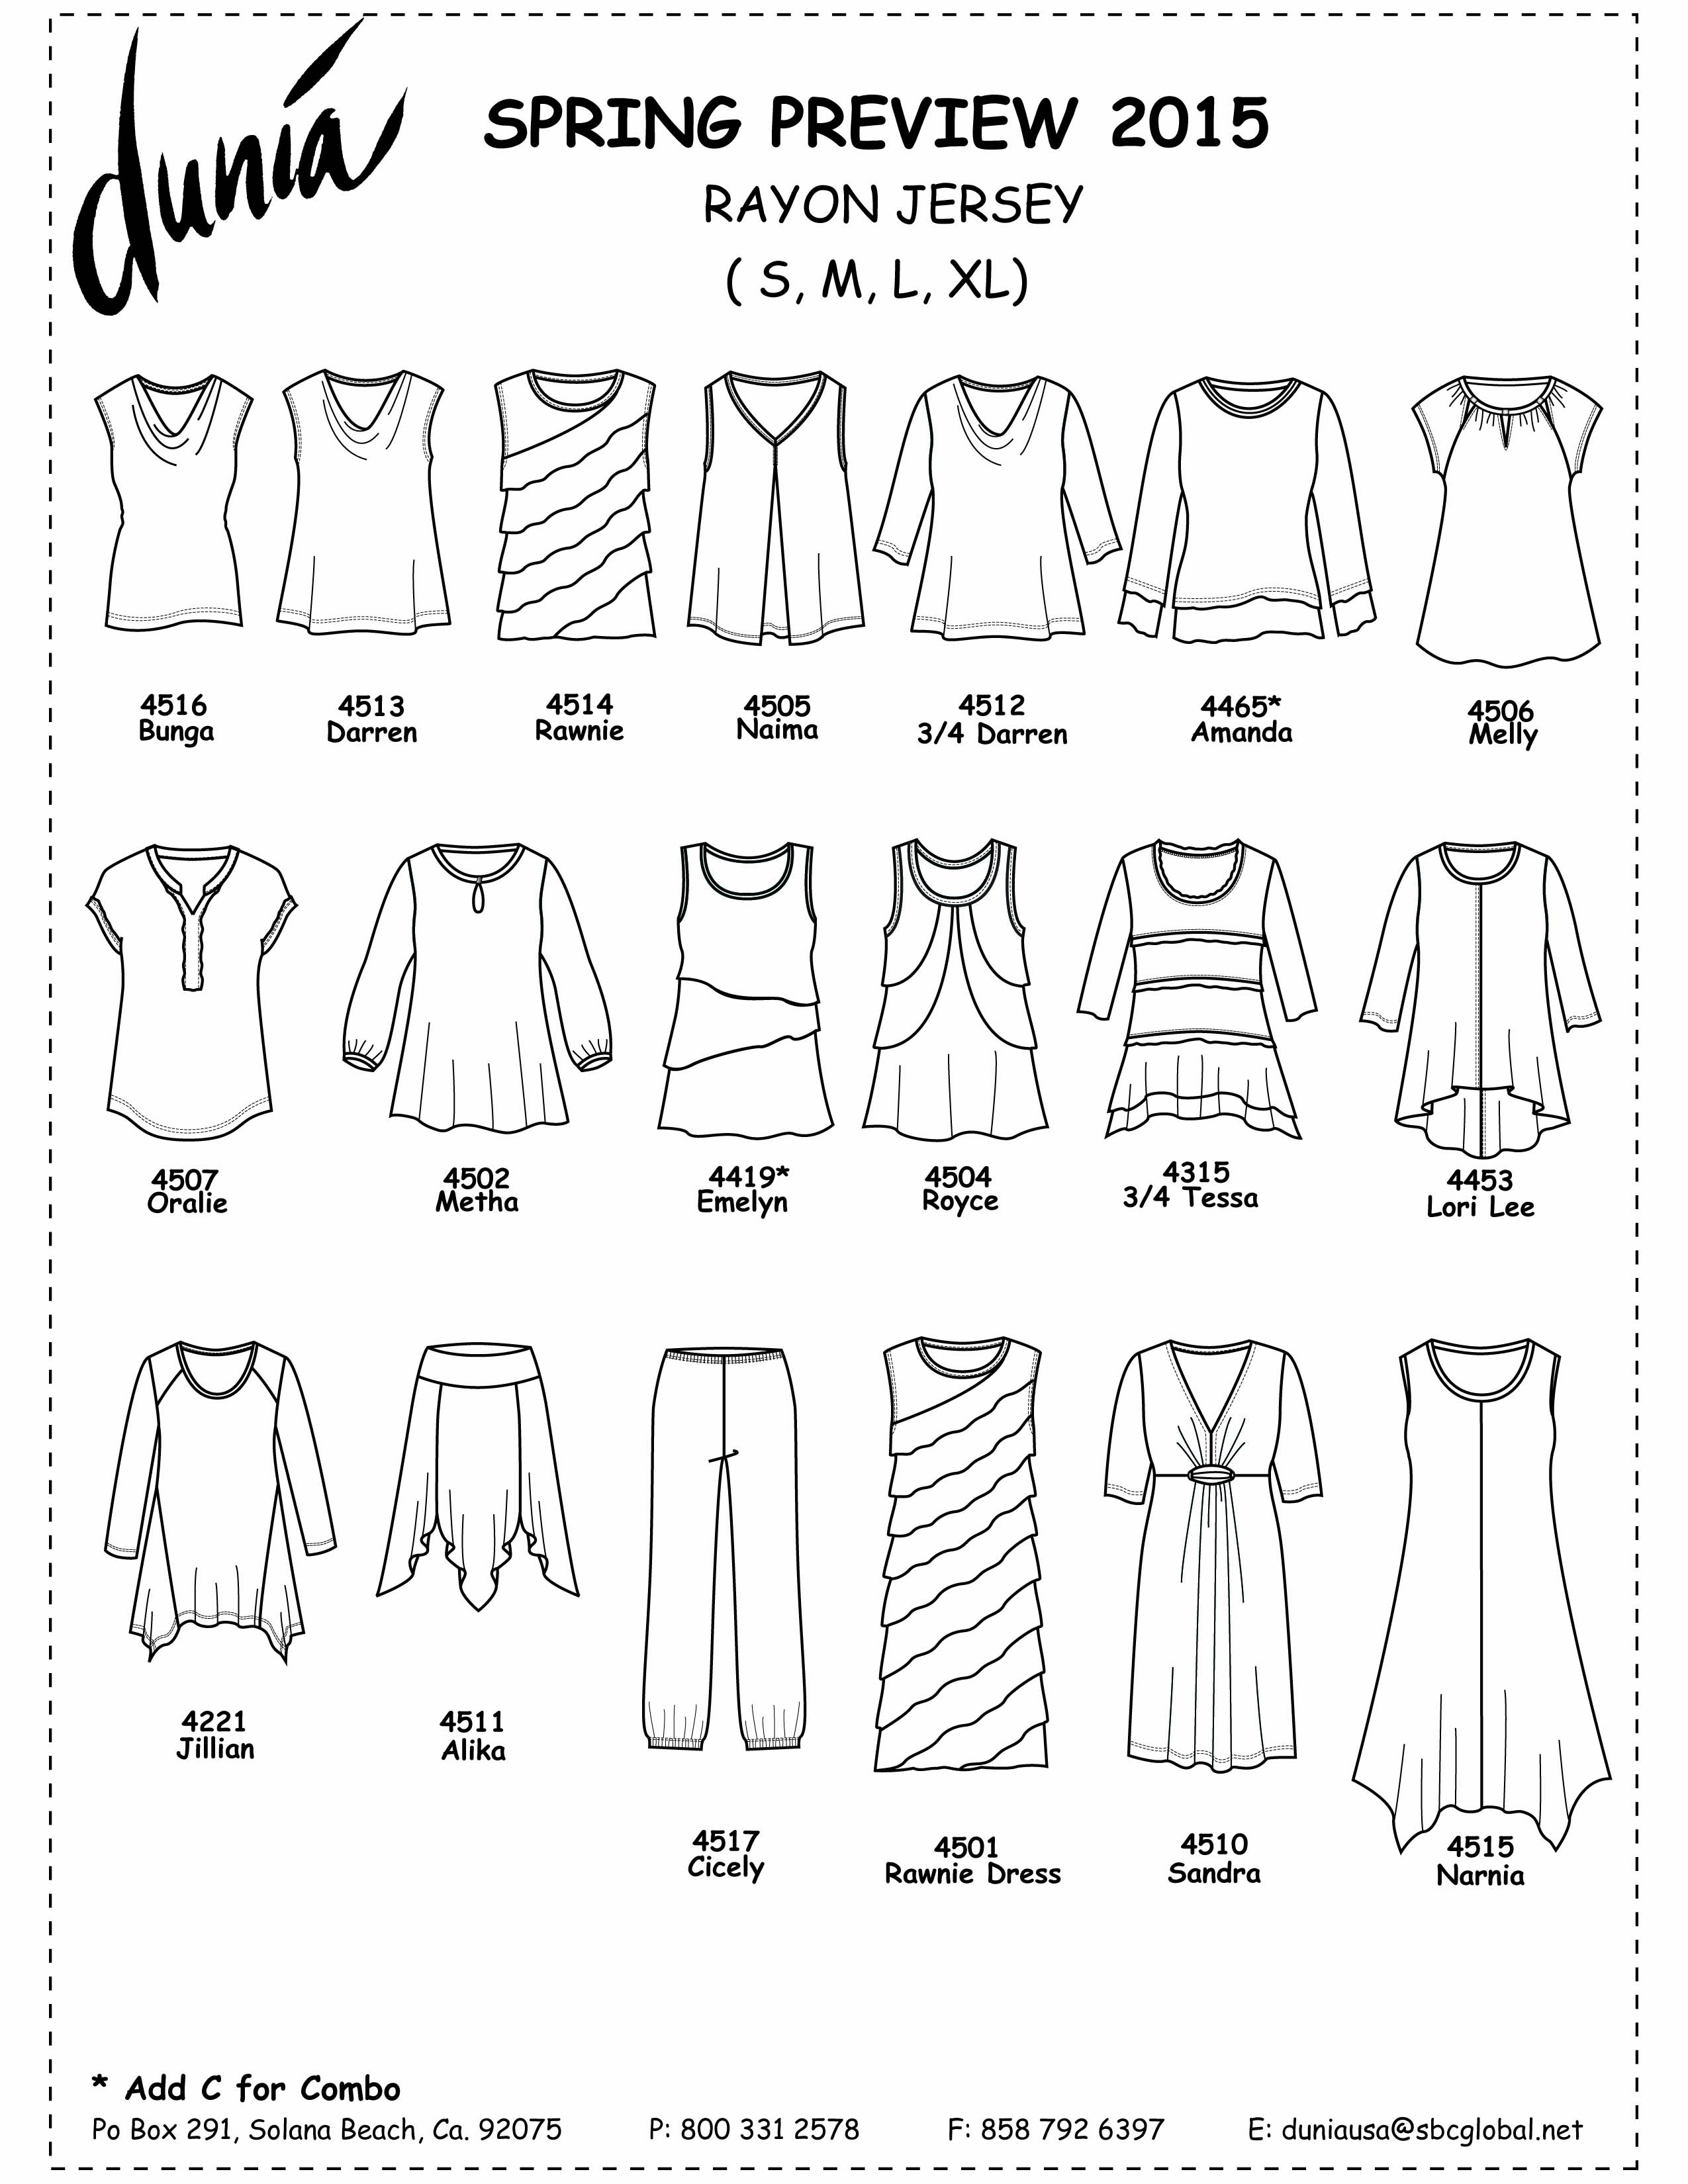 dunia
SPRING PREVIEW 2015
RAYON JERSEY
( S, M, L, XL)
4516
Bunga
4513
Darren
4514
Rawnie
4505
Naima
4512
3/4 Darren
4465*
Amanda
4506
Melly
4507
Oralie
4502
Metha
4419*
Emelyn
4504
Royce
4315
3/4 Tessa
4453
Lori Lee
4221
Jillian
4511
Alika
4517
Cicely
4501
Rawnie Dress
4510
Sandra
4515
Narnia
* Add C for Combo
Po Box 291, Solana Beach, Ca. 92075 P: 800 331 2578 F: 858 792 6397 E: duniausa@sbcglobal.net